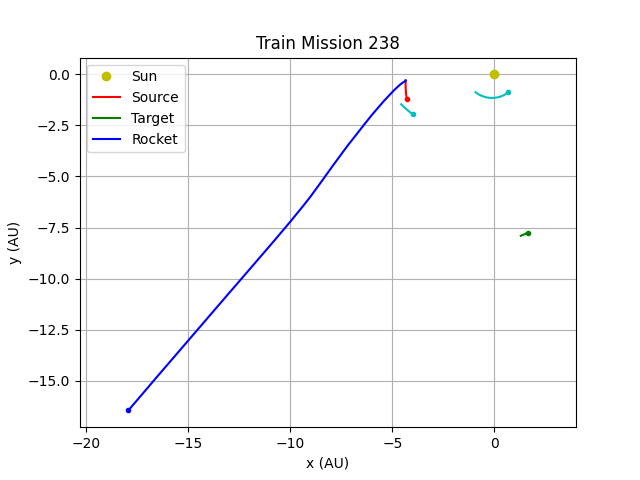 Train Mission 238
Sun
Source
Target
Rocket
0.0
−2.5
−5.0
−7.5
−10.0
−12.5
−15.0
y (AU)
−20
−15
−10
−5
0
x (AU)